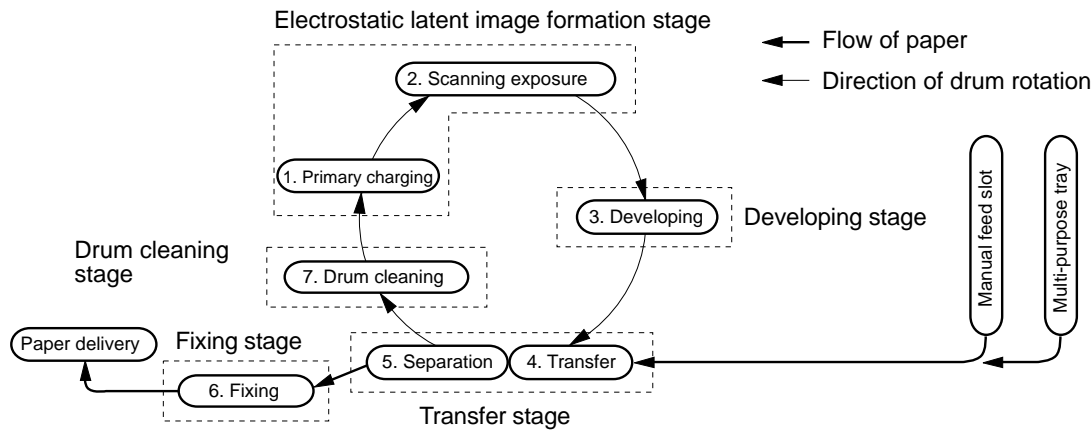 Electrostatic latent image formation stage
Flow of paper
Direction of drum rotation
2. Scanning exposure
1. Primary charging
3. Developing
Developing stage
Manual feed slot
Multi-purpose tray
Drum cleaning
stage
7. Drum cleaning
Paper delivery
Fixing stage
5. Separation
4. Transfer
6. Fixing
Transfer stage